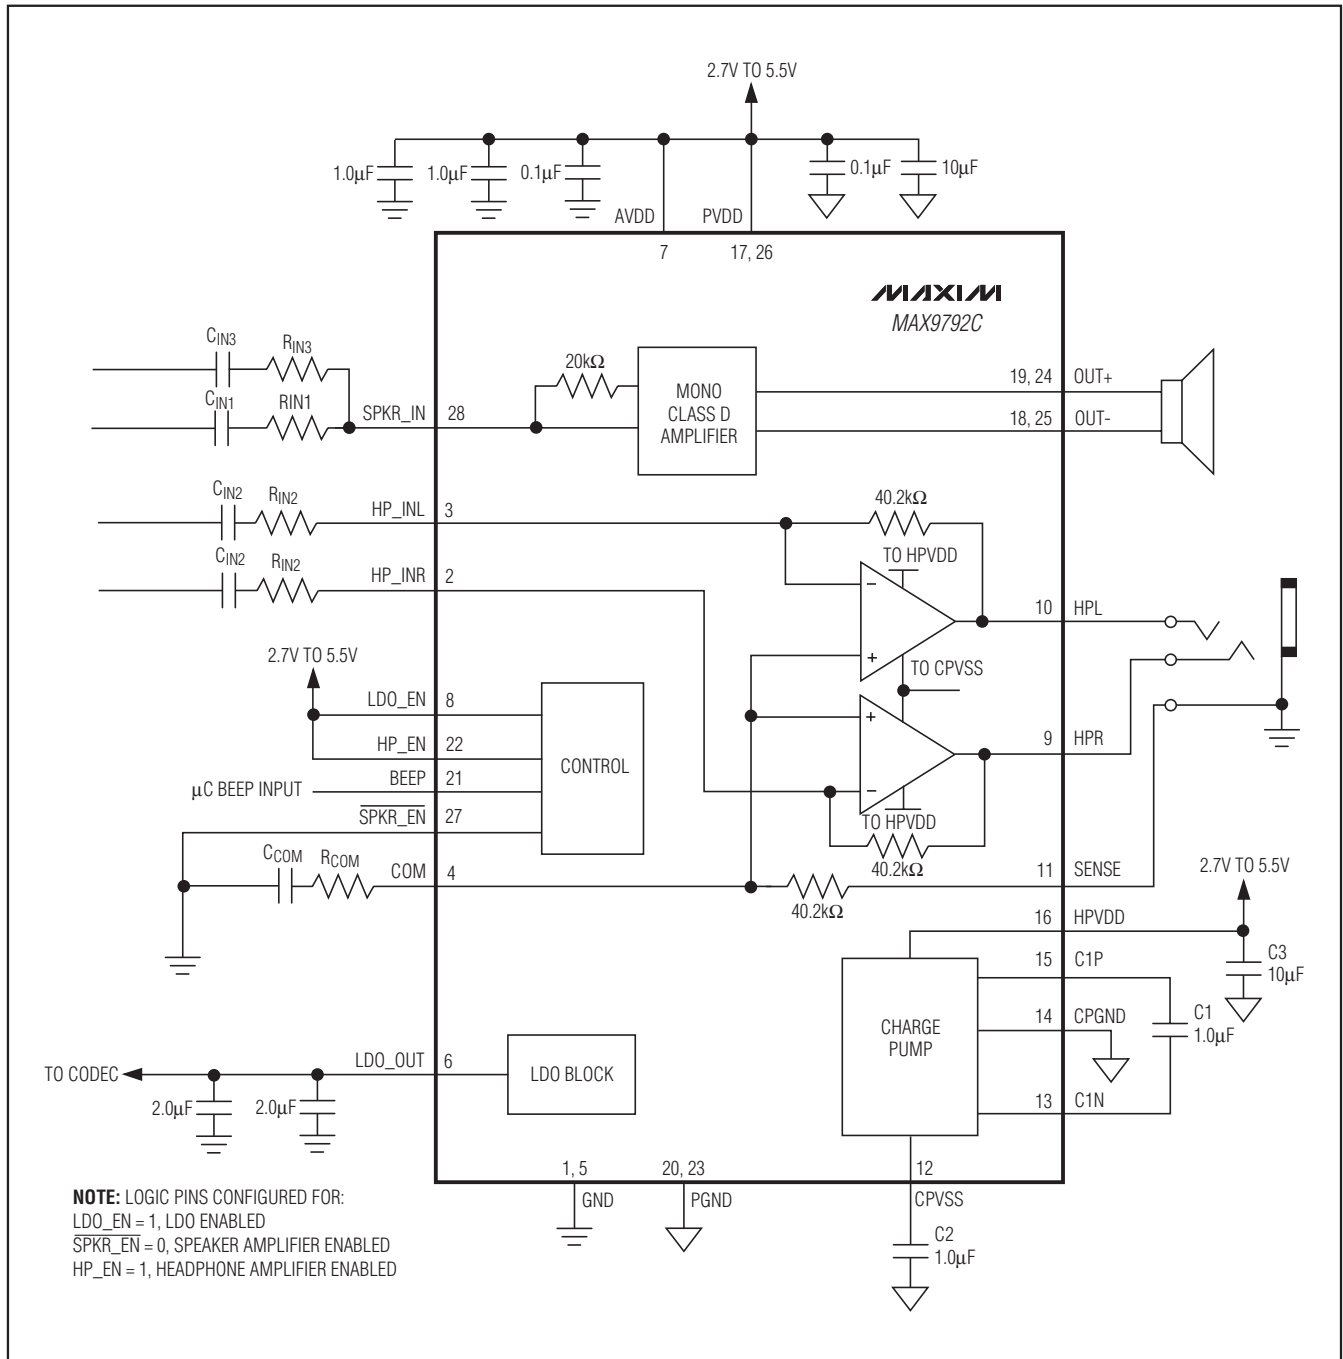 2.7V TO 5.5V
1.0µF
1.0µF
0.1µF
0.1µF
10µF
AVDD
PVDD
7
17, 26
MAXIM
MAX9792C
CIN3
RIN3
20kΩ
MONO
CLASS D
AMPLIFIER
19, 24
OUT+
CIN1
RIN1
SPKR_IN
28
18, 25
OUT-
CIN2
RIN2
HP_INL
3
40.2kΩ
TO HPVDD
CIN2
RIN2
HP_INR
2
−
+
10
HPL
2.7V TO 5.5V
TO CPVSS
LDO_EN
8
+
HP_EN
22
CONTROL
9
HPR
µC BEEP INPUT
BEEP
21
−
SPKR_EN
27
TO HPVDD
40.2kΩ
CCOM
RCOM
COM
4
40.2kΩ
11
SENSE
2.7V TO 5.5V
16
HPVDD
15
C1P
C3
10µF
CHARGE
PUMP
14
CPGND
C1
1.0µF
13
C1N
TO CODEC
LDO_OUT
6
LDO BLOCK
2.0µF
2.0µF
1, 5
20, 23
12
GND
PGND
CPVSS
C2
1.0µF
NOTE: LOGIC PINS CONFIGURED FOR:
LDO_EN = 1, LDO ENABLED
SPKR_EN = 0, SPEAKER AMPLIFIER ENABLED
HP_EN = 1, HEADPHONE AMPLIFIER ENABLED